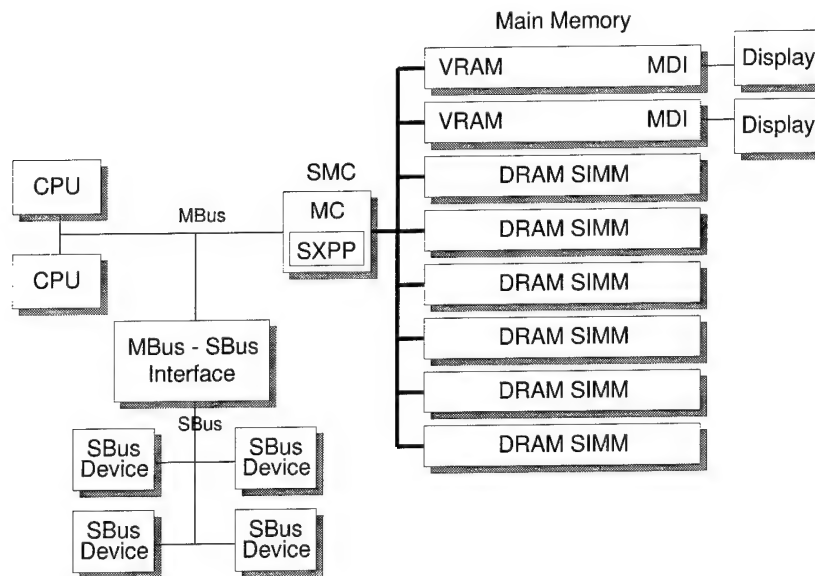 Main Memory
VRAM MDI
Display
VRAM MDI
Display
DRAM SIMM
DRAM SIMM
DRAM SIMM
DRAM SIMM
DRAM SIMM
DRAM SIMM
SMC
MC
SXPP
CPU
MBus
CPU
MBus - SBus
Interface
SBus
SBus
Device
SBus
Device
SBus
Device
SBus
Device